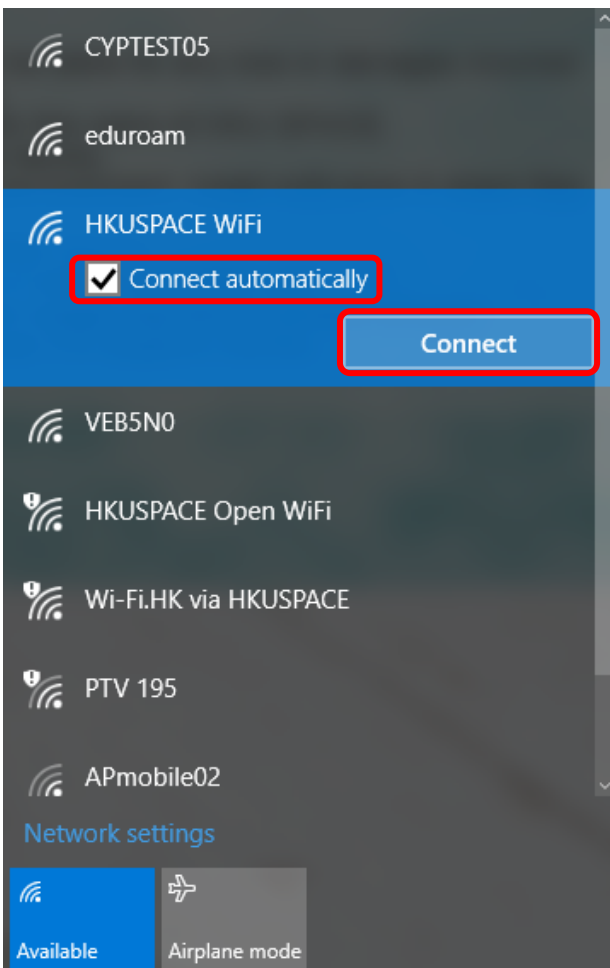 CYPTEST05
eduroam
HKUSPACE WiFi
Connect automatically
Connect
VEB5N0
HKUSPACE Open WiFi
Wi-Fi.HK via HKUSPACE
PTV 195
APmobile02
Network settings
Available
Airplane mode